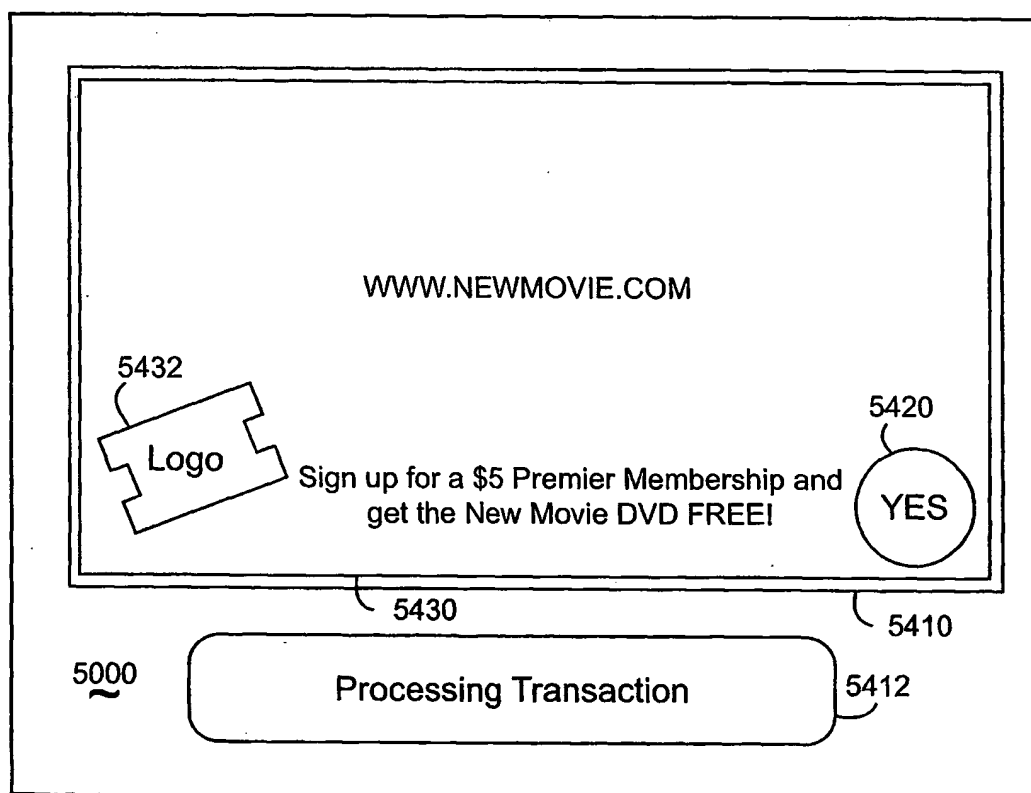 WWW.NEWMOVIE.COM
5432
Logo
5420
Sign up for a $5 Premier Membership and
get the New Movie DVD FREE!
YES
5430
5410
5000
Processing Transaction
5412